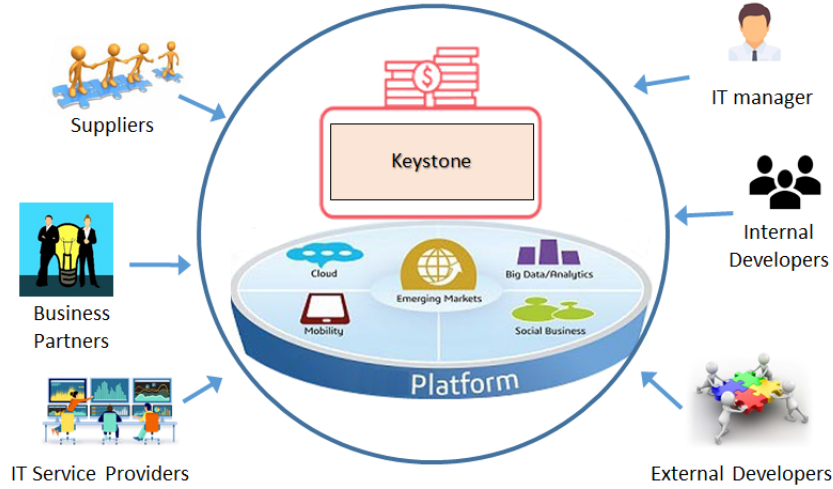 Suppliers
IT manager
Keystone
Internal
Developers
Cloud
Big Data/Analytics
Emerging Markets
Mobility
Social Business
Business
Partners
Platform
IT Service Providers
External Developers
$